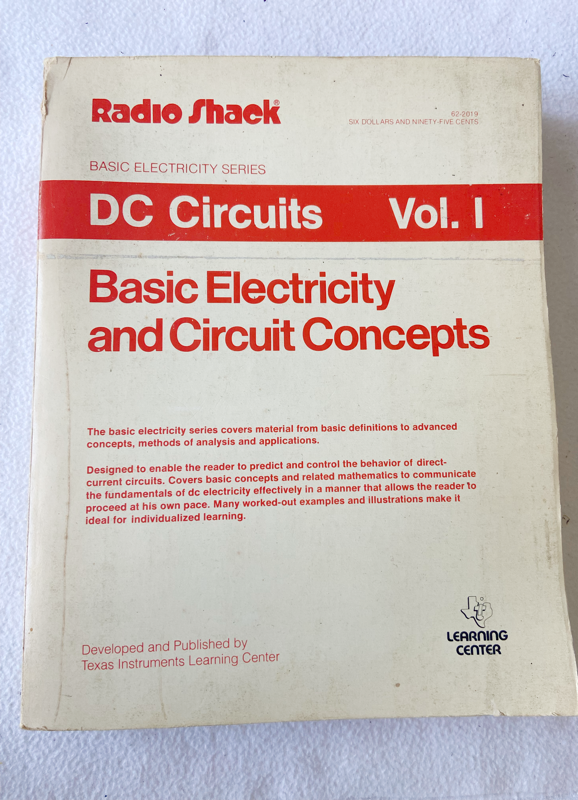 Radio Shack®
62-2019
SIX DOLLARS AND NINETY-FIVE CENTS
BASIC ELECTRICITY SERIES
DC Circuits Vol. I
Basic Electricity
and Circuit Concepts
The basic electricity series covers material from basic definitions to advanced
concepts, methods of analysis and applications.
Designed to enable the reader to predict and control the behavior of direct-
current circuits. Covers basic concepts and related mathematics to communicate
the fundamentals of dc electricity effectively in a manner that allows the reader to
proceed at his own pace. Many worked-out examples and illustrations make it
ideal for individualized learning.
Developed and Published by
Texas Instruments Learning Center
LEARNING
CENTER